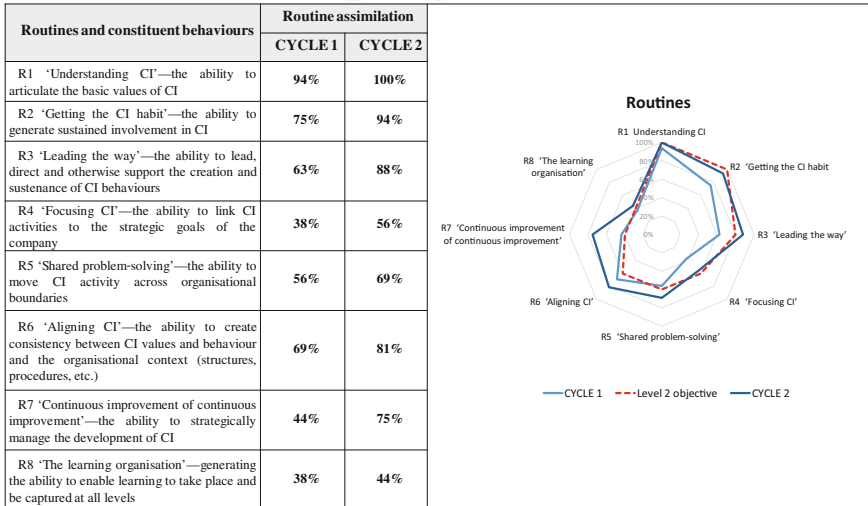 Routines and constituent behaviours
Routine assimilation
CYCLE 1
CYCLE 2
R1 ‘Understanding CI’—the ability to
articulate the basic values of CI
94%
100%
R2 ‘Getting the CI habit’—the ability to
generate sustained involvement in CI
75%
94%
R3 ‘Leading the way’—the ability to lead,
direct and otherwise support the creation and
sustenance of CI behaviours
63%
88%
R4 ‘Focusing CI’—the ability to link CI
activities to the strategic goals of the
company
38%
56%
R5 ‘Shared problem-solving’—the ability to
move CI activity across organisational
boundaries
56%
69%
R6 ‘Aligning CI’—the ability to create
consistency between CI values and behaviour
and the organisational context (structures,
procedures, etc.)
69%
81%
R7 ‘Continuous improvement of continuous
improvement’—the ability to strategically
manage the development of CI
44%
75%
R8 ‘The learning organisation’—generating
the ability to enable learning to take place and
be captured at all levels
38%
44%
Routines
R1 Understanding CI
R2 ‘Getting the CI habit
R3 ‘Leading the way’
R4 ‘Focusing CI’
R5 ‘Shared problem-solving’
R6 ‘Aligning CI’
R7 ‘Continuous improvement
of continuous improvement’
R8 ‘The learning
organisation’
100%
80%
60%
40%
20%
0%
CYCLE 1
Level 2 objective
CYCLE 2